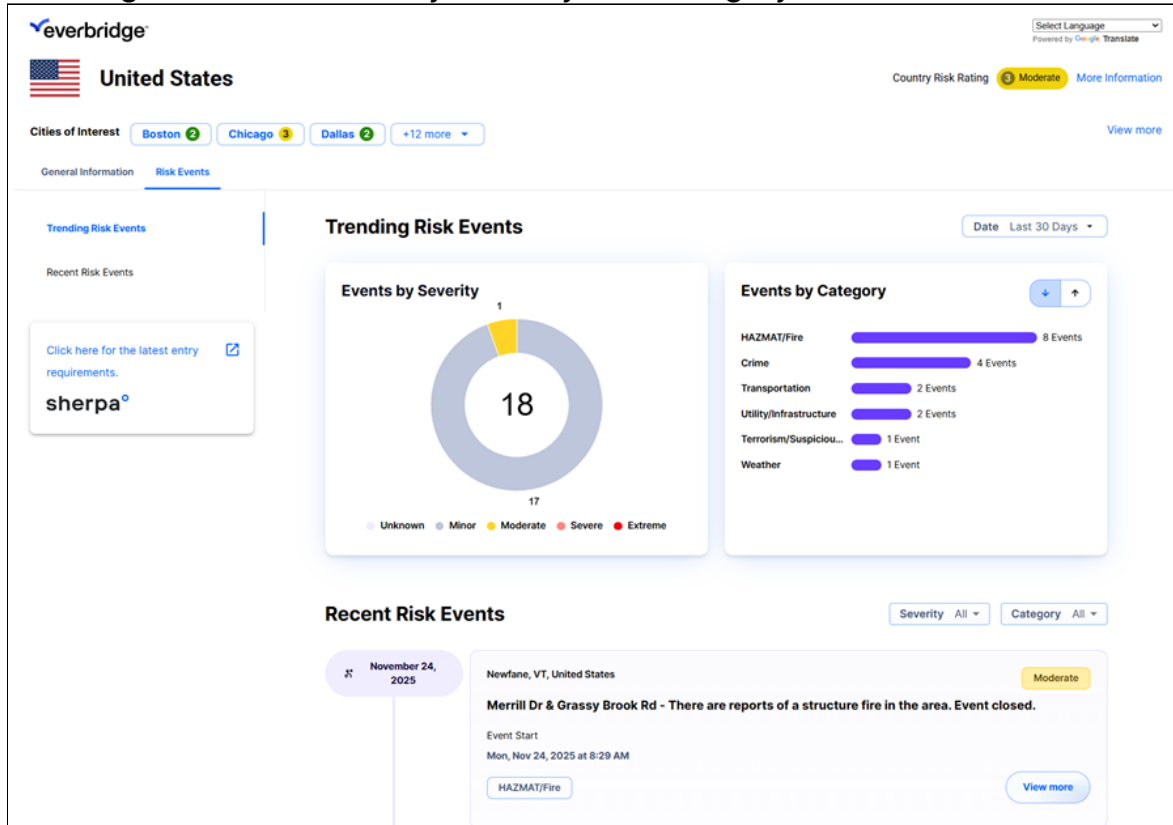 everbridge™
Select Language
Powered by Google Translate
United States
Country Risk Rating 3 Moderate More Information
Cities of Interest Boston 2 Chicago 3 Dallas 2 +12 more
View more
General Information Risk Events
Trending Risk Events
Recent Risk Events
Click here for the latest entry
requirements.
sherpa°
Trending Risk Events
Date Last 30 Days
Events by Severity
1
18
17
Unknown Minor Moderate Severe Extreme
Events by Category
HAZMAT/Fire 8 Events
Crime 4 Events
Transportation 2 Events
Utility/Infrastructure 2 Events
Terrorism/Suspiciou... 1 Event
Weather 1 Event
Recent Risk Events
Severity All Category All
November 24,
2025
Newfane, VT, United States
Moderate
Merrill Dr & Grassy Brook Rd - There are reports of a structure fire in the area. Event closed.
Event Start
Mon, Nov 24, 2025 at 8:29 AM
HAZMAT/Fire
View more